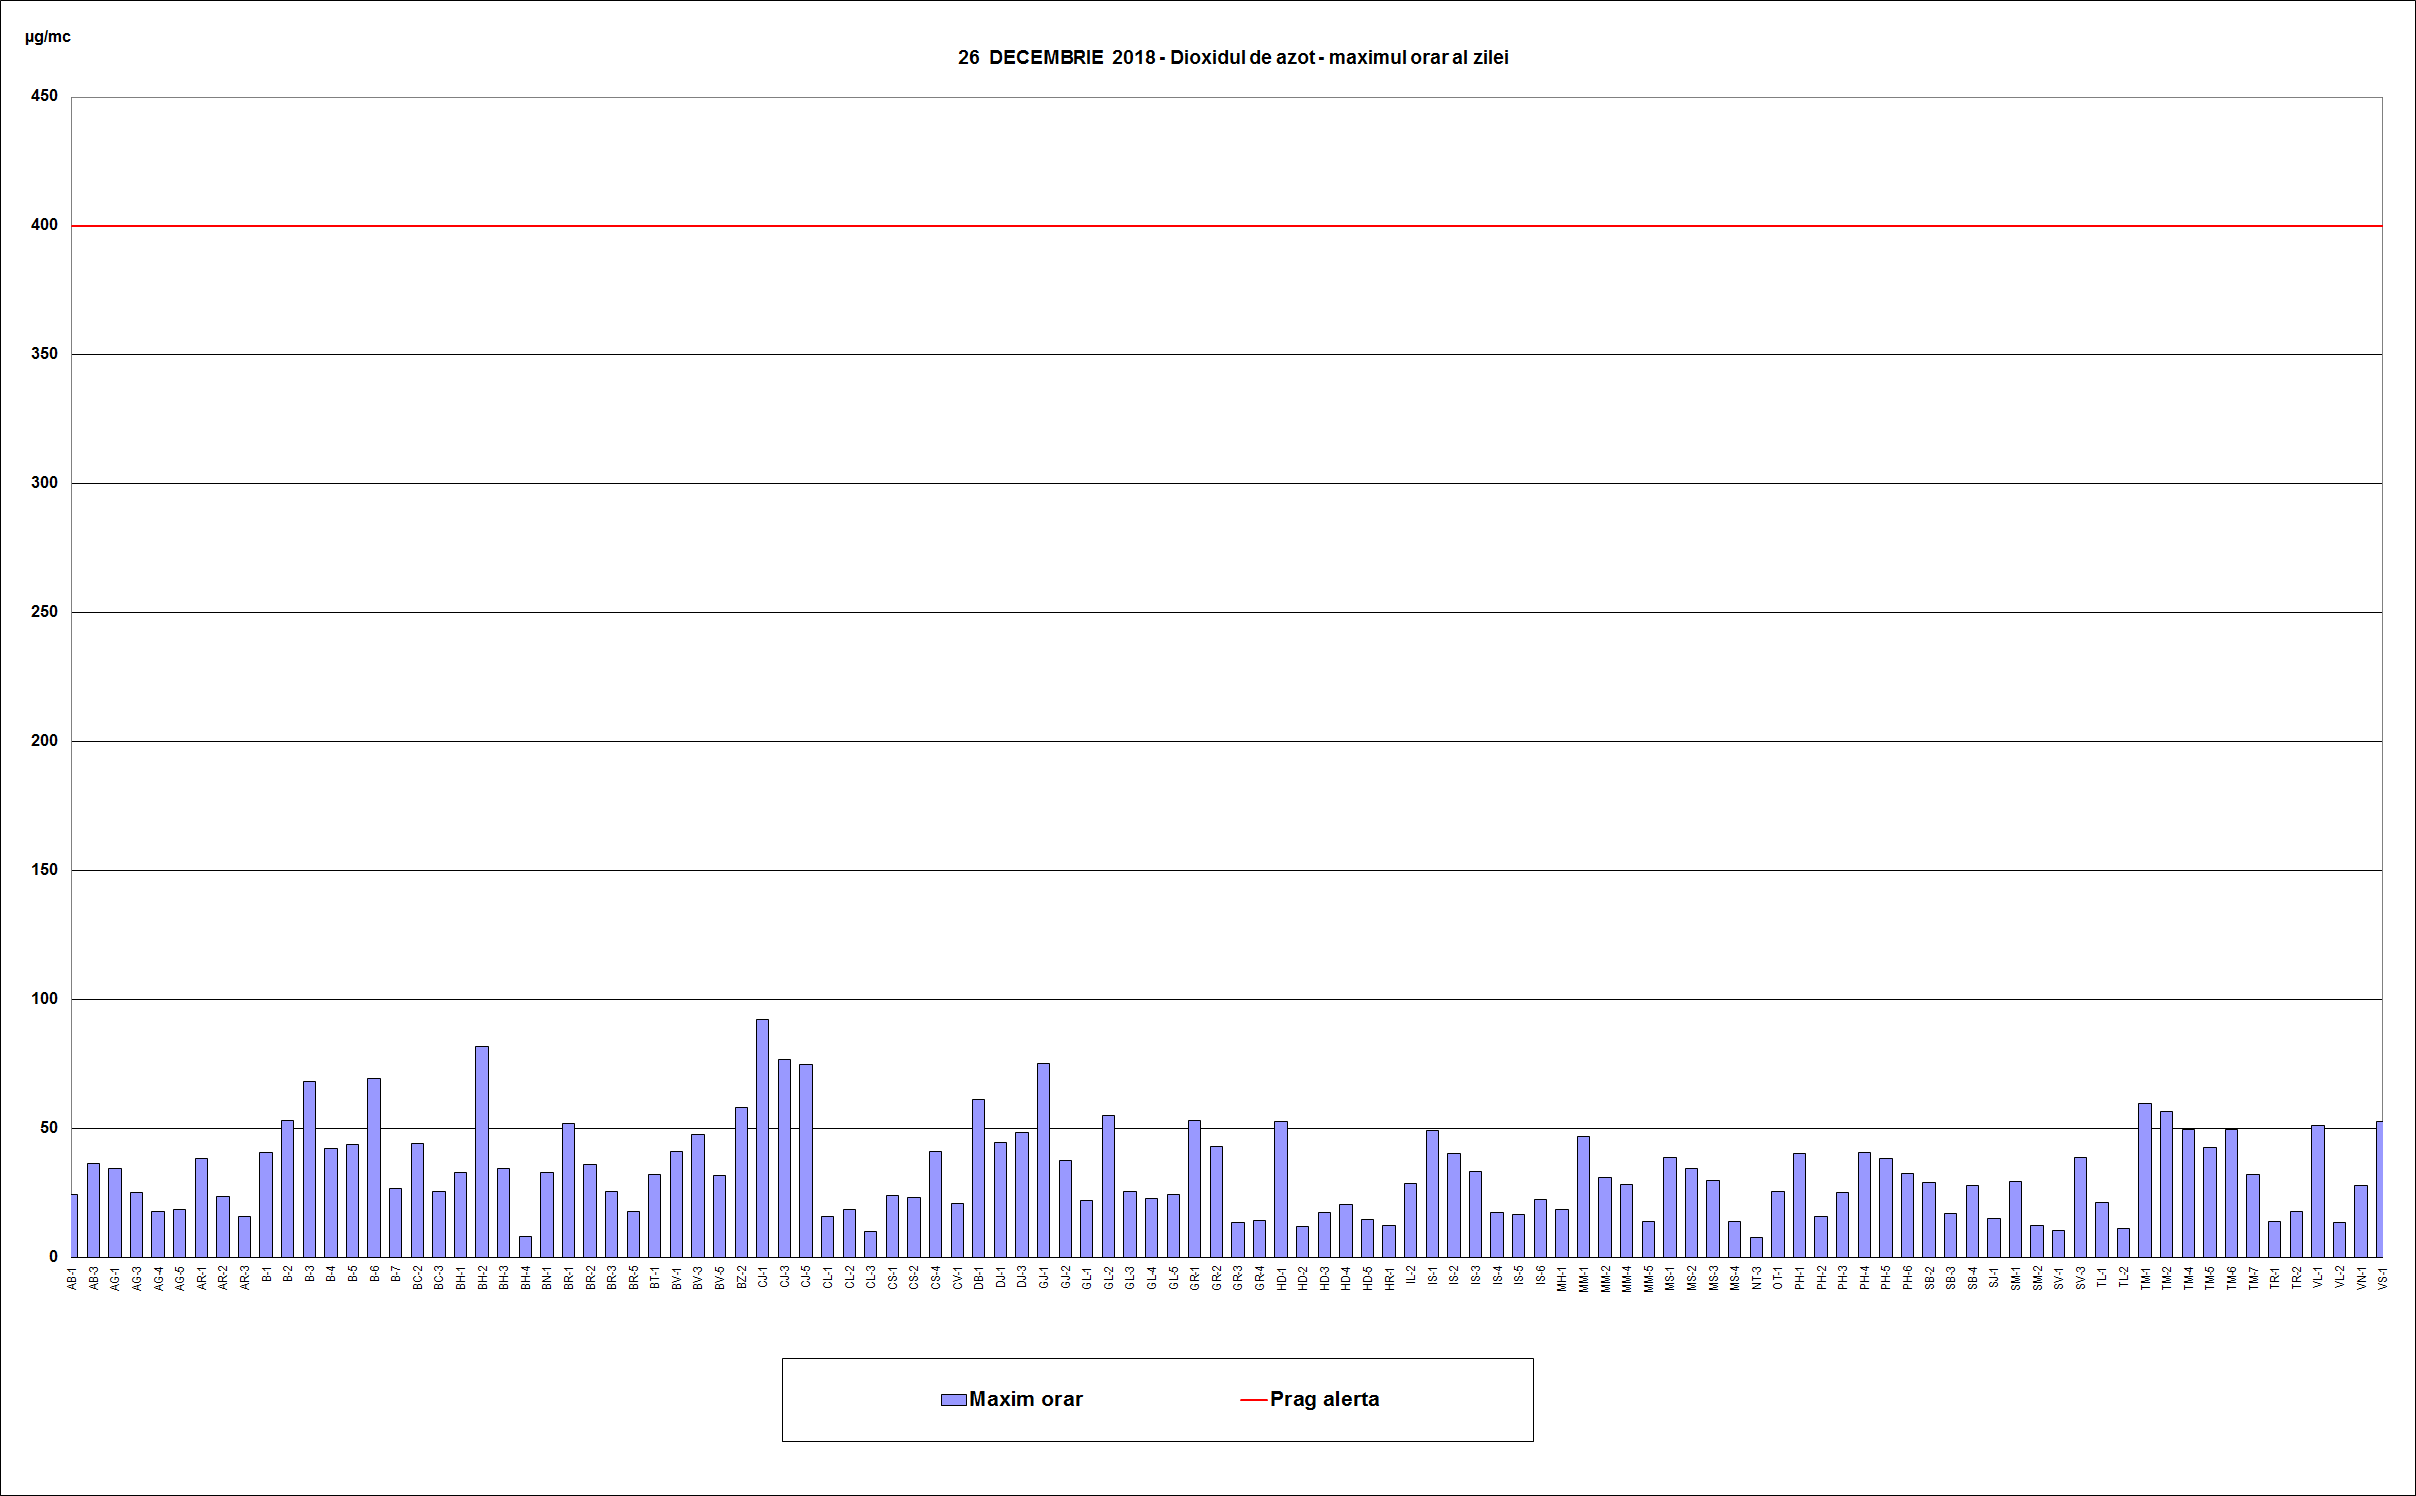 µg/mc
26 DECEMBRIE 2018 - Dioxidul de azot - maximul orar al zilei
450
400
350
300
250
200
150
100
50
0
AB-1 AB-3 AG-1 AG-3 AG-4 AG-5 AR-1 AR-2 AR-3 B-1 B-2 B-3 B-4 B-5 B-6 B-7 BC-2 BC-3 BH-1 BH-2 BH-3 BH-4 BN-1 BR-1 BR-2 BR-3 BR-5 BT-1 BV-1 BV-3 BV-5 BZ-2 CJ-1 CJ-3 CJ-5 CL-1 CL-2 CL-3 CS-1 CS-2 CS-4 CV-1 DB-1 DJ-1 DJ-3 GJ-1 GJ-2 GL-1 GL-2 GL-3 GL-4 GL-5 GR-1 GR-2 GR-3 GR-4 HD-1 HD-2 HD-3 HD-4 HD-5 HR-1 IL-2 IS-1 IS-2 IS-3 IS-4 IS-5 IS-6 MH-1 MM-1 MM-2 MM-4 MM-5 MS-1 MS-2 MS-3 MS-4 NT-3 OT-1 PH-1 PH-2 PH-3 PH-4 PH-5 PH-6 SB-2 SB-3 SB-4 SJ-1 SM-1 SM-2 SV-1 SV-3 TL-1 TL-2 TM-1 TM-2 TM-4 TM-5 TM-6 TM-7 TR-1 TR-2 VL-1 VL-2 VN-1 VS-1
Maxim orar Prag alerta